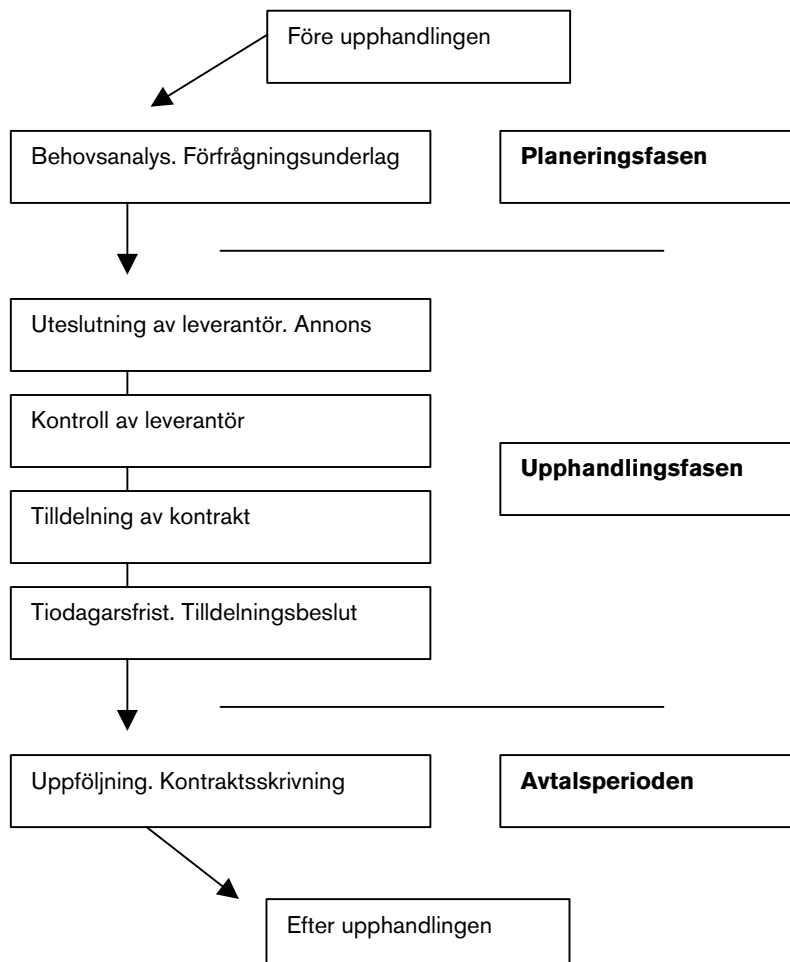 Före upphandlingen
Behovsanalys. Förfrågningsunderlag
Planeringsfasen
Uteslutning av leverantör. Annons
Kontroll av leverantör
Upphandlingsfasen
Tilldelning av kontrakt
Tiodagarsfrist. Tilldelningsbeslut
Uppföljning. Kontraktsskrivning
Avtalsperioden
Efter upphandlingen